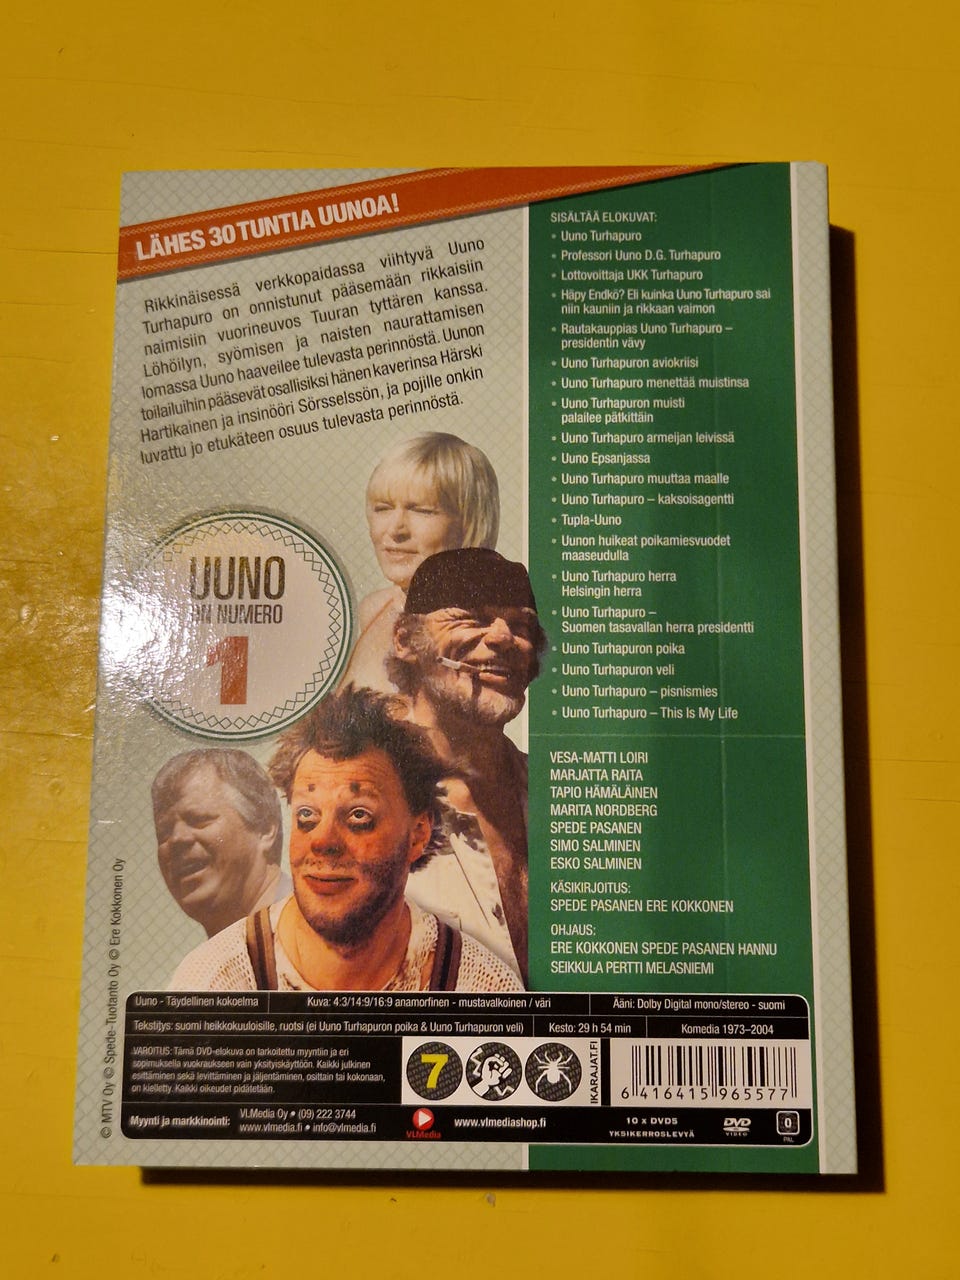 LÄHES 30 TUNTIA UUNOA!
Rikkinäisessä verkkopaidassa viihtyvä Uuno
Turhapuro on onnistunut pääsemään rikkaisiin
naimisiin vuorineuvos Tuuran tyttären kanssa.
Löhöilyn, syömisen ja naisten naurattamisen
lomassa Uuno haaveilee tulevasta perinnöstä. Uunon
toilailuihin pääsevät osallisiksi hänen kaverinsa Härski
Hartikainen ja insinööri Sörsselssön, ja pojille onkin
luvattu jo etukäteen osuus tulevasta perinnöstä.
UUNO
ON NUMERO
1
SISÄLTÄÄ ELOKUVAT:
• Uuno Turhapuro
• Professori Uuno D.G. Turhapuro
• Lottovoittaja UKK Turhapuro
• Häpy Endkö? Eli kuinka Uuno Turhapuro sai
niin kauniin ja rikkaan vaimon
• Rautakauppias Uuno Turhapuro –
presidentin vävy
• Uuno Turhapuron aviokriisi
• Uuno Turhapuro menettää muistinsa
• Uuno Turhapuron muisti
palailee pätkittäin
• Uuno Turhapuro armeijan leivissä
• Uuno Epsanjassa
• Uuno Turhapuro muuttaa maalle
• Uuno Turhapuro – kaksoisagentti
• Tupla-Uuno
• Uunon huikeat poikamiesvuodet
maaseudulla
• Uuno Turhapuro herra
Helsingin herra
• Uuno Turhapuro –
Suomen tasavallan herra presidentti
• Uuno Turhapuron poika
• Uuno Turhapuron veli
• Uuno Turhapuro – pisnismies
• Uuno Turhapuro – This Is My Life
VESA-MATTI LOIRI
MARJATTA RAITA
TAPIO HÄMÄLÄINEN
MARITA NORDBERG
SPEDE PASANEN
SIMO SALMINEN
ESKO SALMINEN
KÄSIKIRJOITUS:
SPEDE PASANEN ERE KOKKONEN
OHJAUS:
ERE KOKKONEN SPEDE PASANEN HANNU
SEIKKULA PERTTI MELASNIEMI
© MTV Oy © Spede-Tuotanto Oy © Ere Kokkonen Oy
Uuno - Täydellinen kokoelma Kuva: 4:3/14:9/16:9 anamorfinen - mustavalkoinen / väri Ääni: Dolby Digital mono/stereo - suomi
Tekstitys: suomi heikkokuuloisille, ruotsi (ei Uuno Turhapuron poika & Uuno Turhapuron veli) Kesto: 29 h 54 min Komedia 1973–2004
VAROITUS: Tämä DVD-elokuva on tarkoitettu myyntiin ja eri
sopimuksella vuokraukseen vain yksityiskäyttöön. Kaikki julkinen
esittäminen sekä levittäminen ja jäljentäminen, osittain tai kokonaan,
on kielletty. Kaikki oikeudet pidätetään.
7
IKARAJAT.FI
6 416415 965577
Myynti ja markkinointi:
VLMedia Oy • (09) 222 3744
www.vlmedia.fi • info@vlmedia.fi
VLMedia
www.vlmediashop.fi
10 x DVD5
YKSIKERROSLEVYÄ
DVD
VIDEO
0
PAL